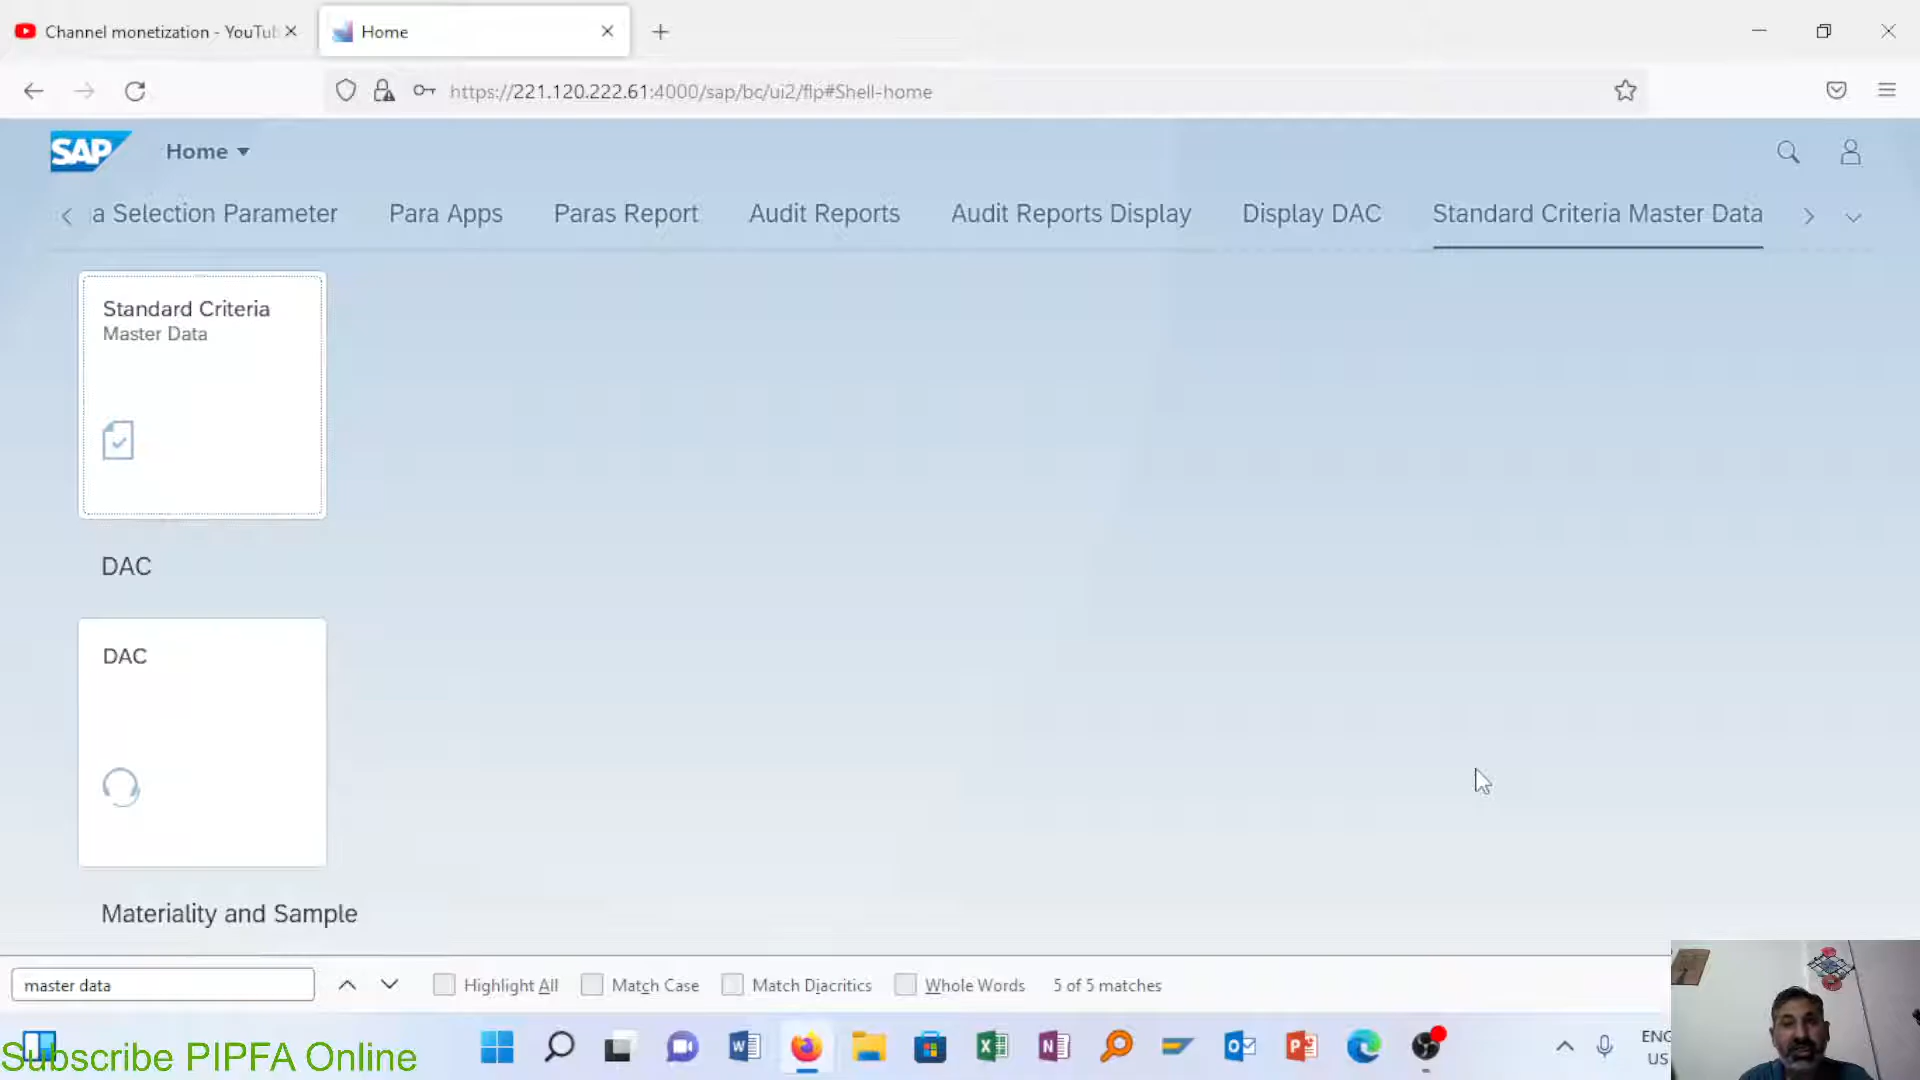 Channel monetization - YouTu
Home
https://221.120.222.61:4000/sap/bc/ui2/flp#Shell-home
SAP
Home
a Selection Parameter
Para Apps
Paras Report
Audit Reports
Audit Reports Display
Display DAC
Standard Criteria Master Data
Standard Criteria
Master Data
DAC
DAC
Materiality and Sample
master data
Highlight All
Match Case
Match Diacritics
Whole Words
5 of 5 matches
Subscribe PIPFA Online
ENG
US